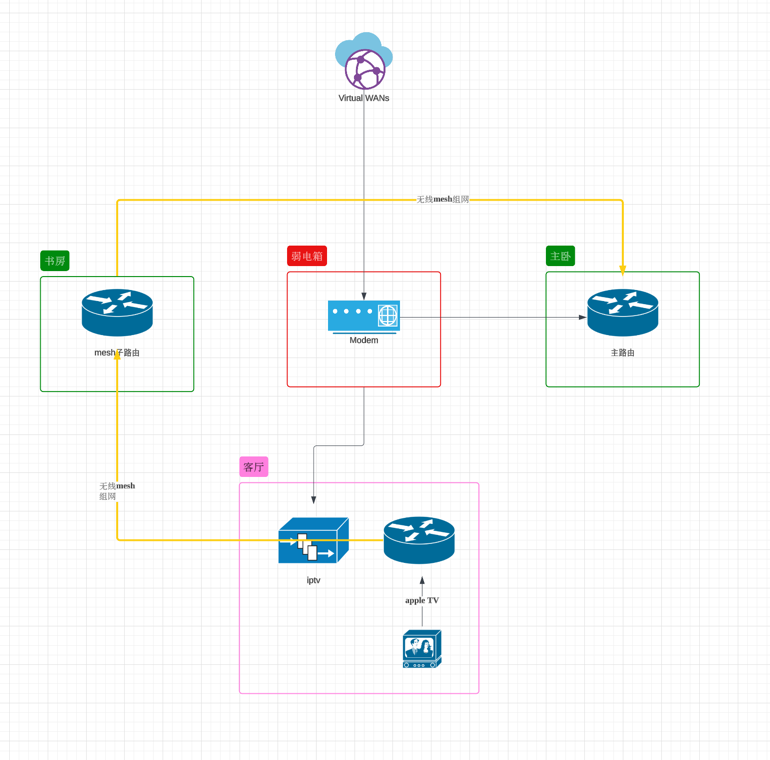 Virtual WANs
无线mesh组网
书房
弱电箱
主卧
mesh子路由
Modem
主路由
客厅
无线mesh
组网
iptv
apple TV